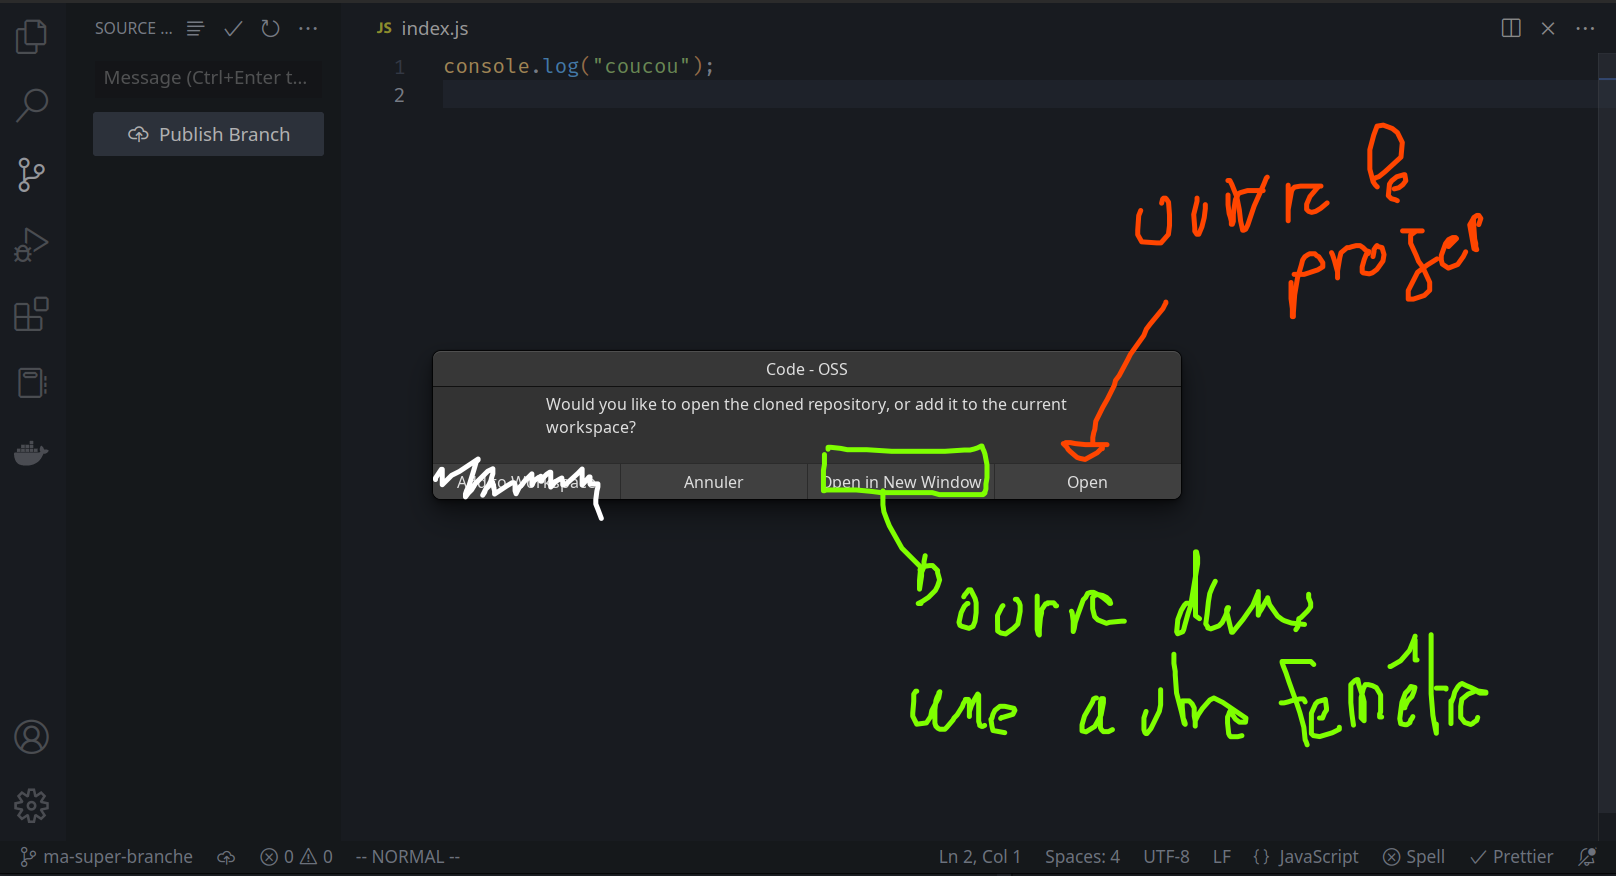 SOURCE ...
JS index.js
Message (Ctrl+Enter t...
1 console.log("coucou");
2
Publish Branch
ouvre le
projet
Code - OSS
Would you like to open the cloned repository, or add it to the current
workspace?
Add to Workspace Annuler Open in New Window Open
ouvre dans
une autre fenêtre
ma-super-branche 0 0 -- NORMAL -- Ln 2, Col 1 Spaces: 4 UTF-8 LF {} JavaScript Spell Prettier